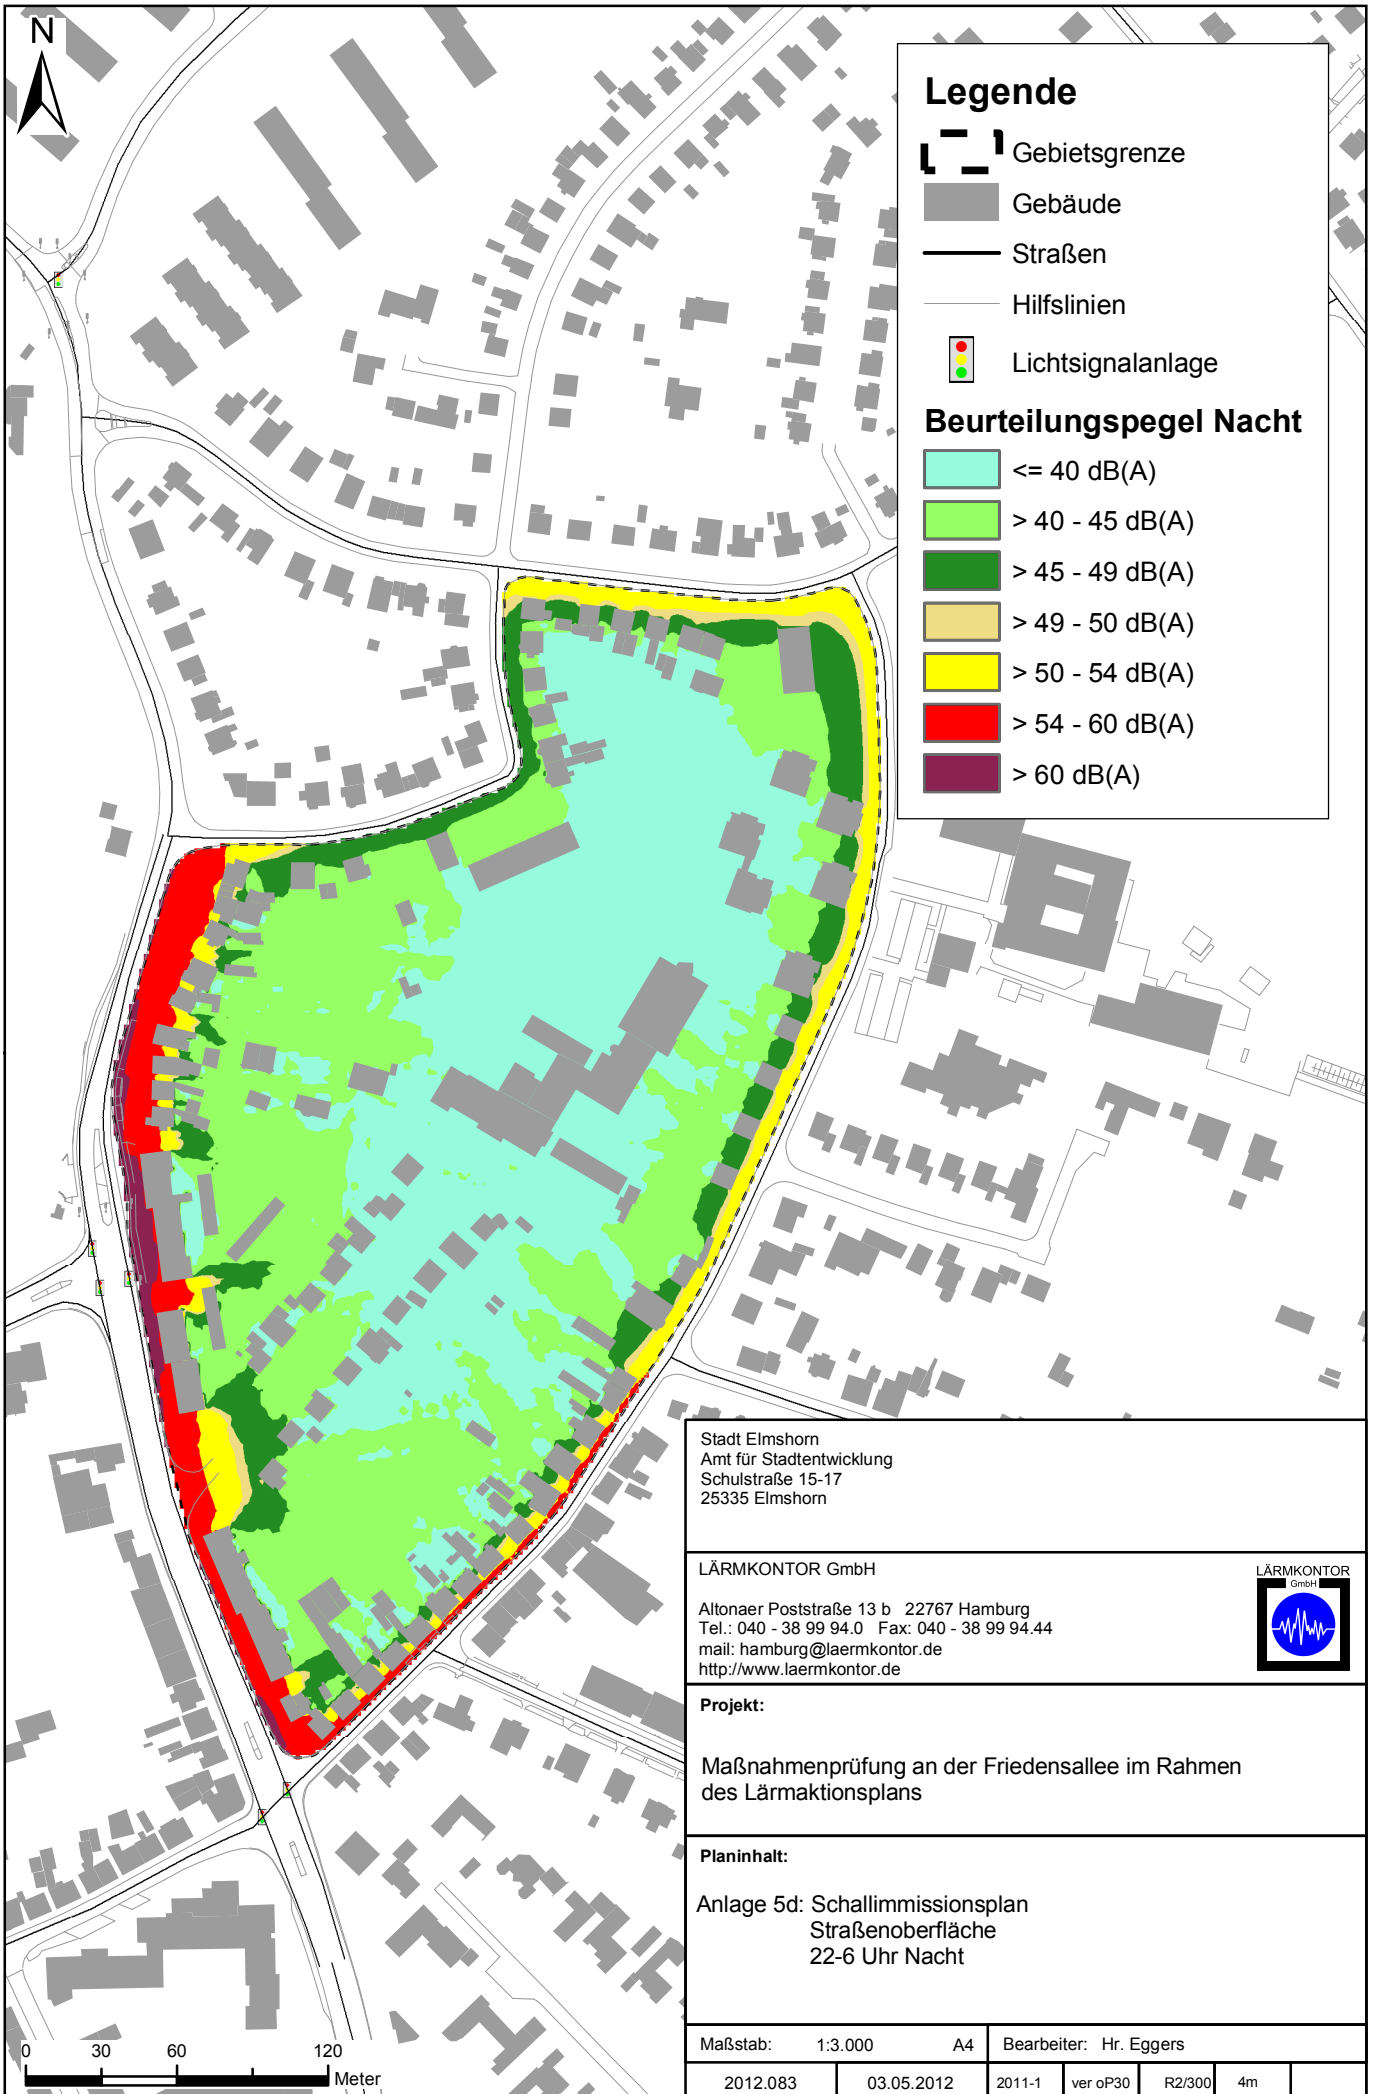 N
Legende
Gebietsgrenze
Gebäude
Straßen
Hilfslinien
Lichtsignalanlage
Beurteilungspegel Nacht
<= 40 dB(A)
> 40 - 45 dB(A)
> 45 - 49 dB(A)
> 49 - 50 dB(A)
> 50 - 54 dB(A)
> 54 - 60 dB(A)
> 60 dB(A)
Stadt Elmshorn
Amt für Stadtentwicklung
Schulstraße 15-17
25335 Elmshorn
LÄRMKONTOR GmbH
Altonaer Poststraße 13 b 22767 Hamburg
Tel.: 040 - 38 99 94.0 Fax: 040 - 38 99 94.44
mail: hamburg@laermkontor.de
http://www.laermkontor.de
LÄRMKONTOR
GmbH
Projekt:
Maßnahmenprüfung an der Friedensallee im Rahmen
des Lärmaktionsplans
Planinhalt:
Anlage 5d: Schallimmissionsplan
Straßenoberfläche
22-6 Uhr Nacht
Maßstab: 1:3.000 A4 Bearbeiter: Hr. Eggers
2012.083 03.05.2012 2011-1 ver oP30 R2/300 4m
0 30 60 120
Meter